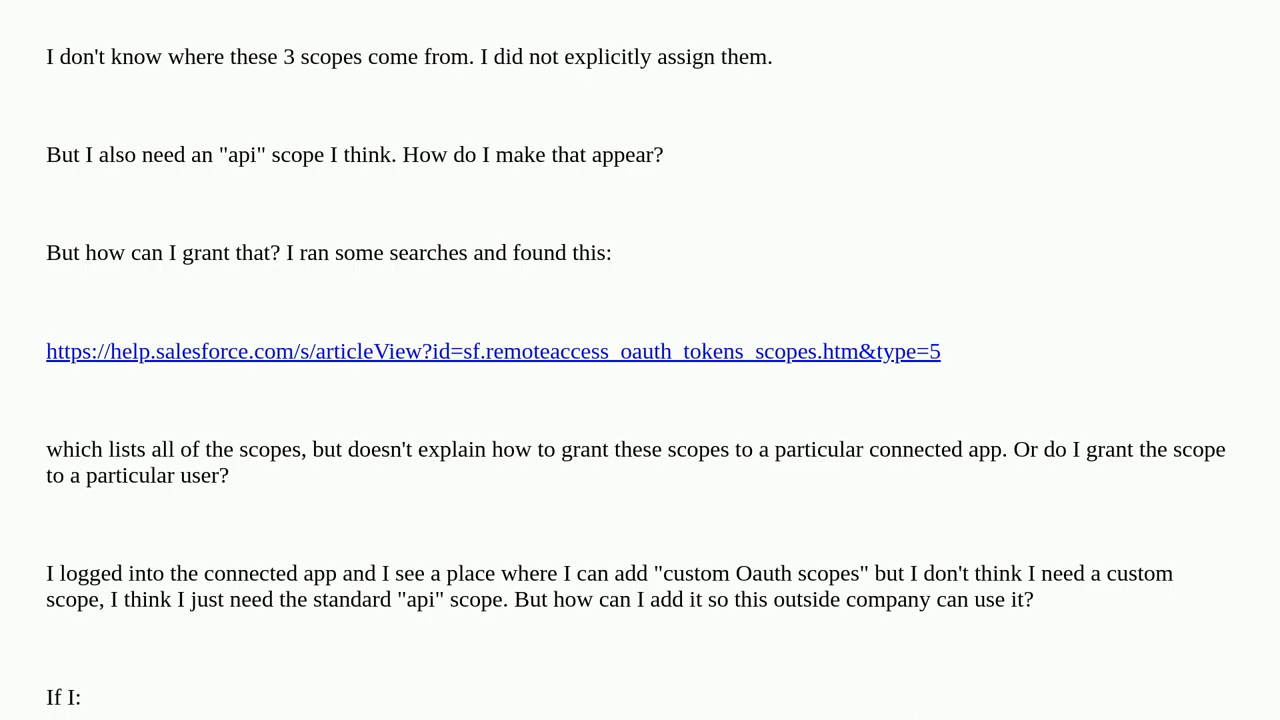 I don't know where these 3 scopes come from. I did not explicitly assign them.
But I also need an "api" scope I think. How do I make that appear?
But how can I grant that? I ran some searches and found this:
https://help.salesforce.com/s/articleView?id=sf.remoteaccess_oauth_tokens_scopes.htm&type=5
which lists all of the scopes, but doesn't explain how to grant these scopes to a particular connected app. Or do I grant the scope
to a particular user?
I logged into the connected app and I see a place where I can add "custom Oauth scopes" but I don't think I need a custom
scope, I think I just need the standard "api" scope. But how can I add it so this outside company can use it?
If I: